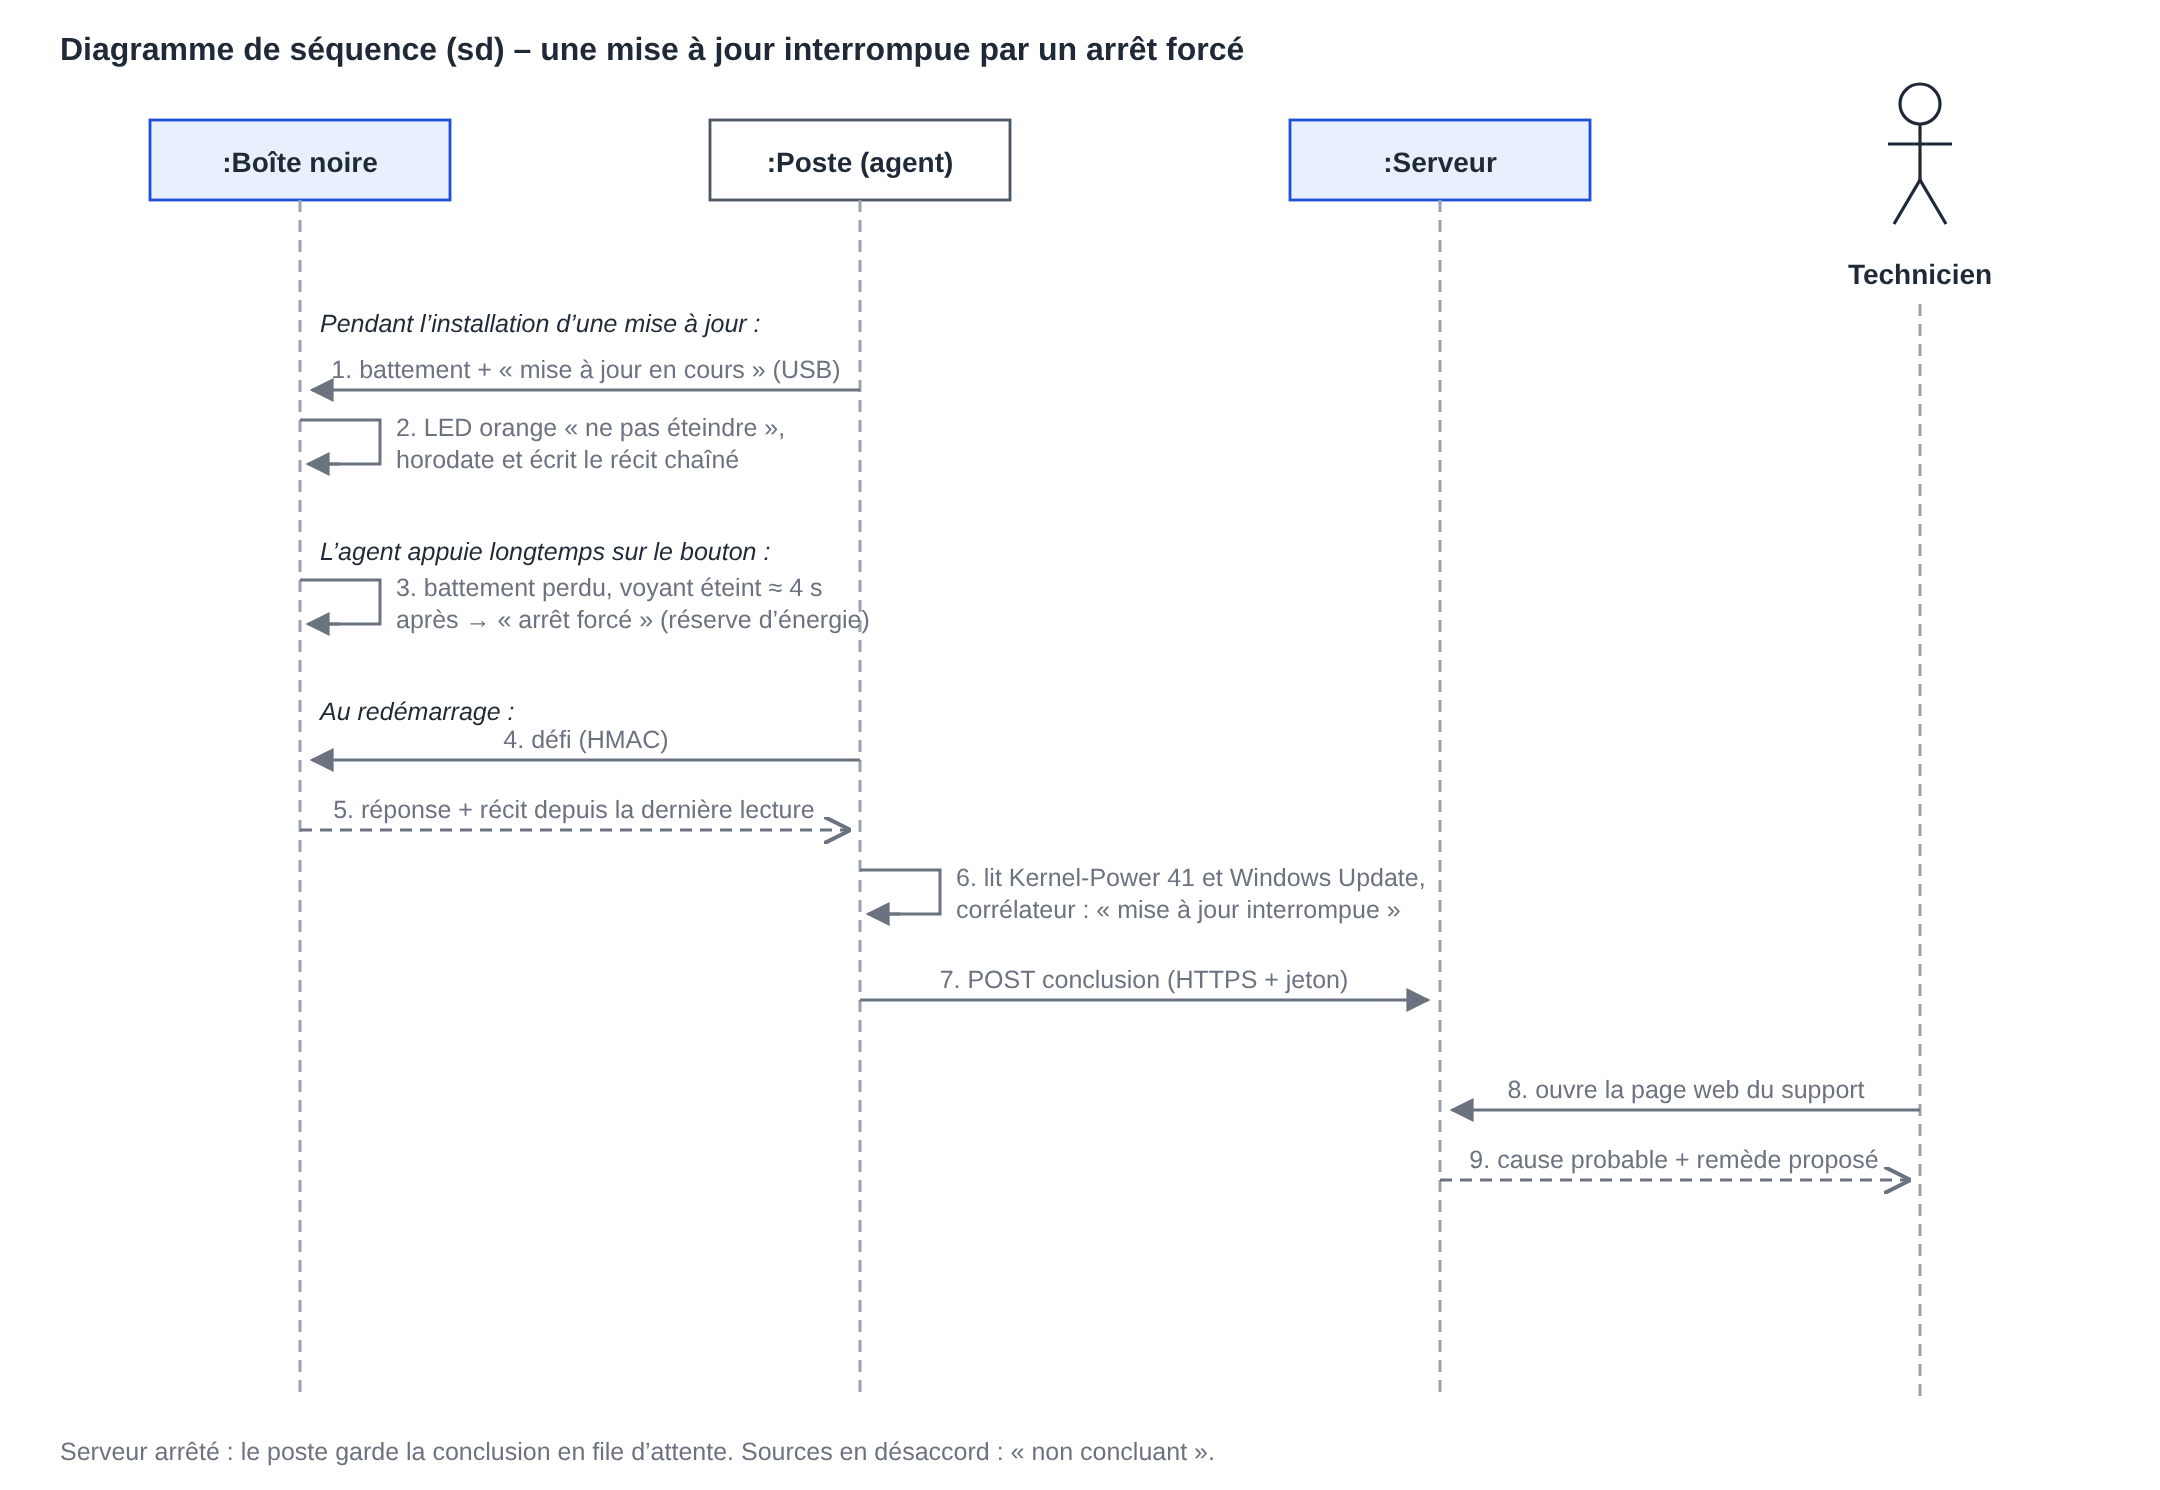 Diagramme de séquence (sd) – une mise à jour interrompue par un arrêt forcé
:Boîte noire
:Poste (agent)
:Serveur
Technicien
Pendant l’installation d’une mise à jour :
1. battement + « mise à jour en cours » (USB)
2. LED orange « ne pas éteindre »,
horodate et écrit le récit chaîné
L’agent appuie longtemps sur le bouton :
3. battement perdu, voyant éteint ≈ 4 s
après → « arrêt forcé » (réserve d’énergie)
Au redémarrage :
4. défi (HMAC)
5. réponse + récit depuis la dernière lecture
6. lit Kernel-Power 41 et Windows Update,
corrélateur : « mise à jour interrompue »
7. POST conclusion (HTTPS + jeton)
8. ouvre la page web du support
9. cause probable + remède proposé
Serveur arrêté : le poste garde la conclusion en file d’attente. Sources en désaccord : « non concluant ».